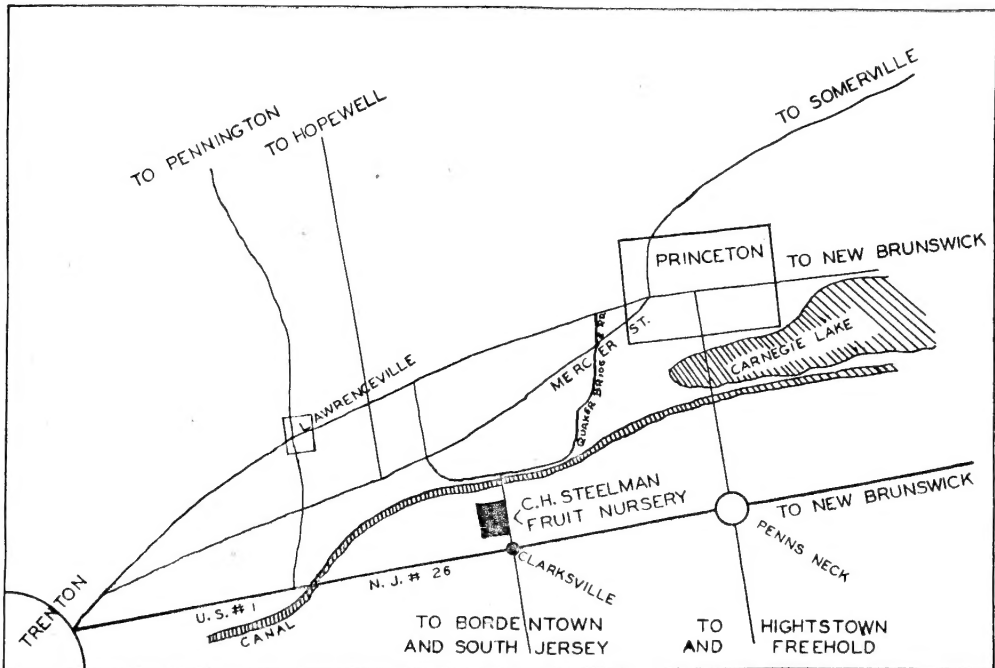 TO SOMERVILLE
TO PENNINGTON
TO HOPEWELL
PRINCETON
TO NEW BRUNSWICK
CARNEGIE LAKE
MERCER ST.
QUAKER BRIDGE RR
LAWRENCEVILLE
C.H. STEELMAN
FRUIT NURSERY
TO NEW BRUNSWICK
PENNS NECK
CLARKSVILLE
N.J. # 26
U.S. # 1
CANAL
TRENTON
TO BORDENTOWN
AND SOUTH JERSEY
TO HIGHTSTOWN
AND FREEHOLD